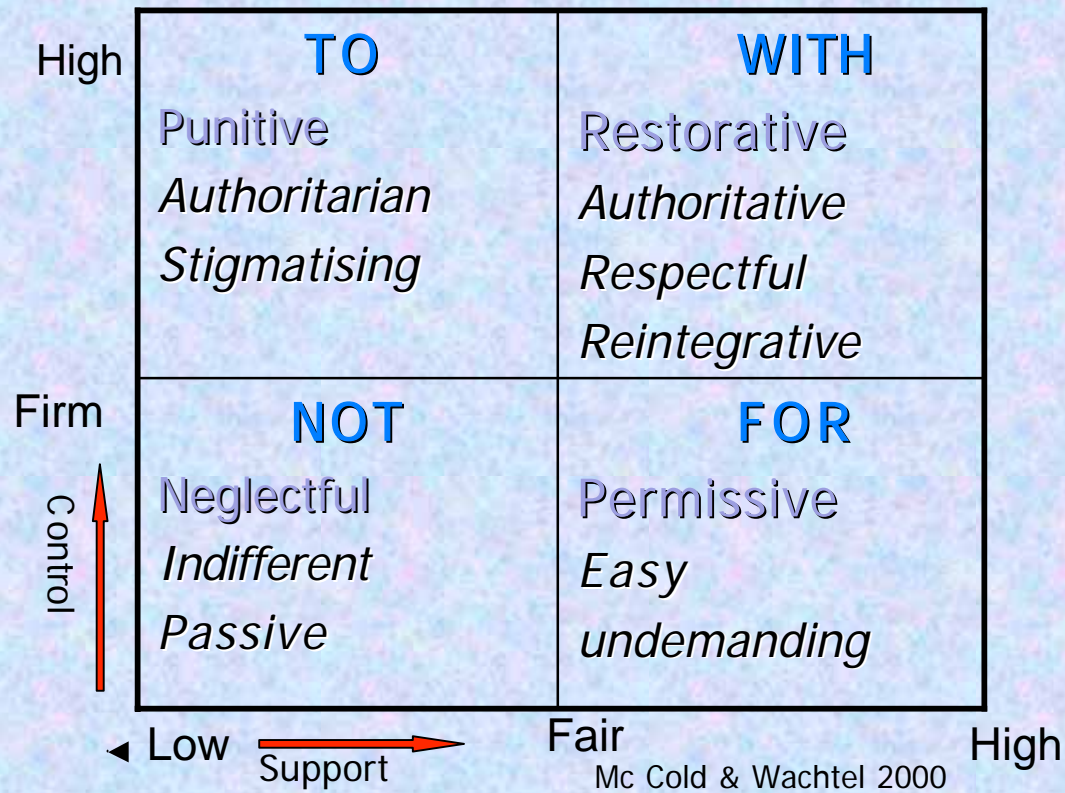 High
TO
Punitive
Authoritarian
Stigmatising
WITH
Restorative
Authoritative
Respectful
Reintegrative
Firm
Control
NOT
Neglectful
Indifferent
Passive
FOR
Permissive
Easy
undemanding
Low
Support
Fair
High
Mc Cold & Wachtel 2000